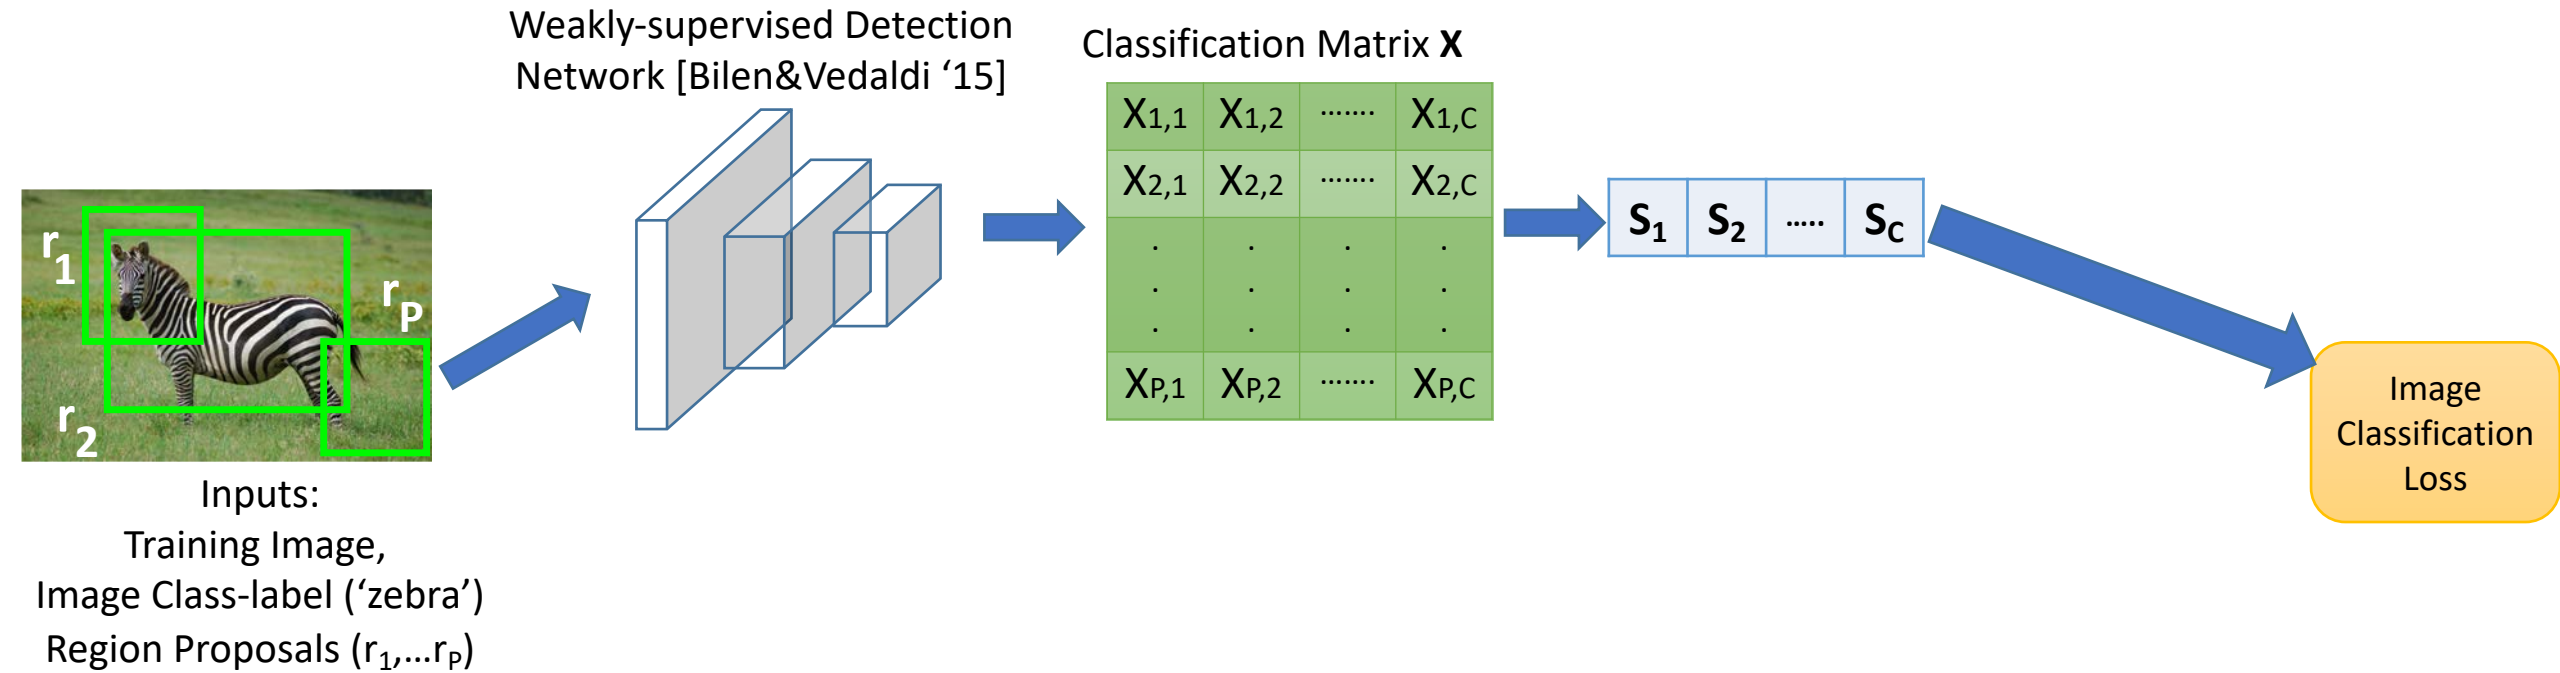 Weakly-supervised Detection
Network [Bilen&Vedaldi ‘15]
Classification Matrix X
X1,1 X1,2 ....... X1,C
X2,1 X2,2 ....... X2,C
. . . .
. . . .
. . . .
XP,1 XP,2 ....... XP,C
S1 S2 ..... SC
r1
r2
rP
Inputs:
Training Image,
Image Class-label (‘zebra’)
Region Proposals (r1,...rP)
Image
Classification
Loss